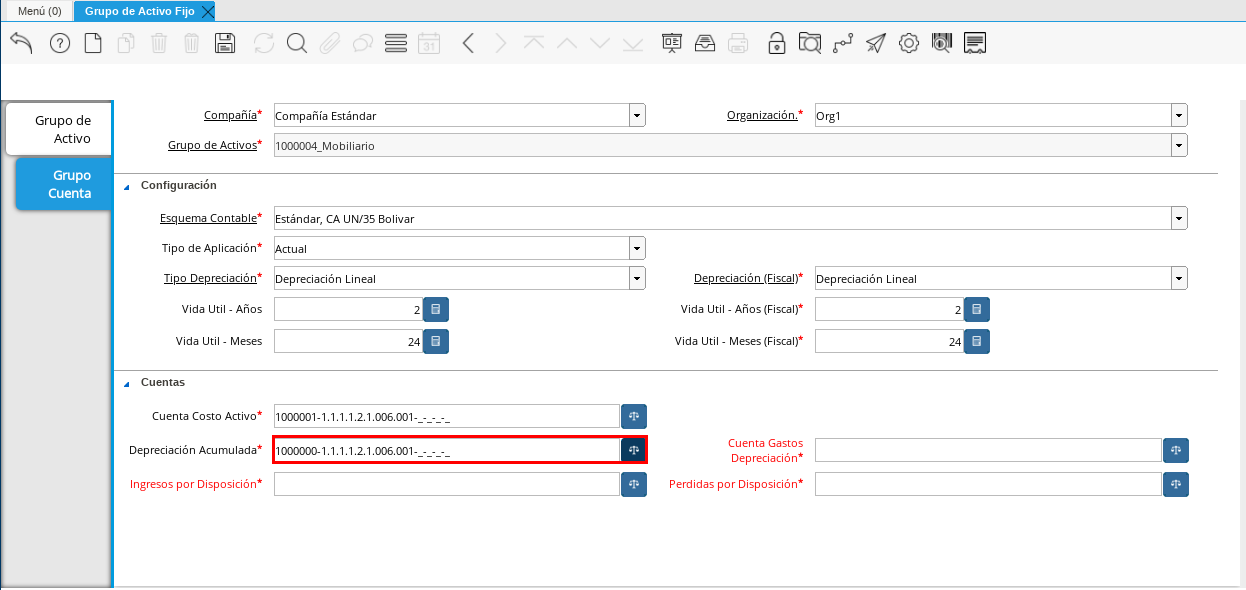 Menú (0)
Grupo de Activo Fijo
31
Grupo de
Activo
Grupo
Cuenta
Compañía* Compañía Estándar Organización.* Org1
Grupo de Activos* 1000004_Mobiliario
Configuración
Esquema Contable* Estándar, CA UN/35 Bolivar
Tipo de Aplicación* Actual
Tipo Depreciación* Depreciación Lineal Depreciación (Fiscal)* Depreciación Lineal
Vida Util - Años 2 Vida Util - Años (Fiscal)* 2
Vida Util - Meses 24 Vida Util - Meses (Fiscal)* 24
Cuentas
Cuenta Costo Activo* 1000001-1.1.1.1.2.1.006.001-_-_-_-_
Depreciación Acumulada* 1000000-1.1.1.1.2.1.006.001-_-_-_-_ Cuenta Gastos
Depreciación*
Ingresos por Disposición* Perdidas por Disposición*